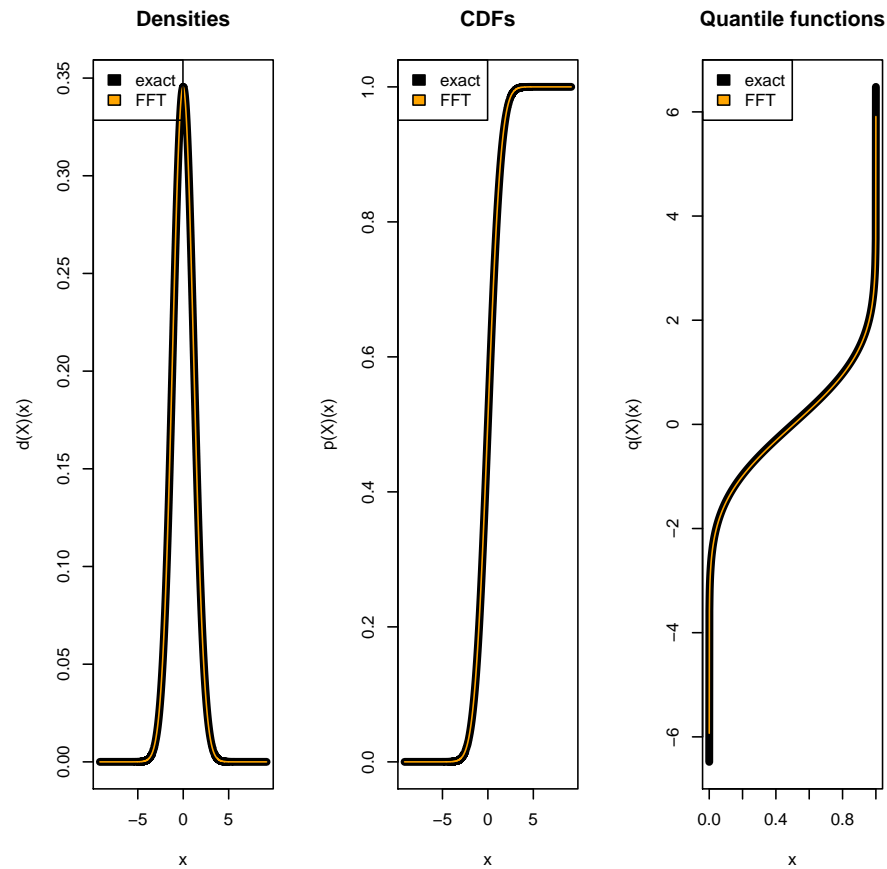 Densities
exact
FFT
d(X)(x)
0.35
0.30
0.25
0.20
0.15
0.10
0.05
0.00
−5 0 5
x
CDFs
exact
FFT
p(X)(x)
1.0
0.8
0.6
0.4
0.2
0.0
−5 0 5
x
Quantile functions
exact
FFT
q(X)(x)
6
4
2
0
−2
−4
−6
0.0 0.4 0.8
x